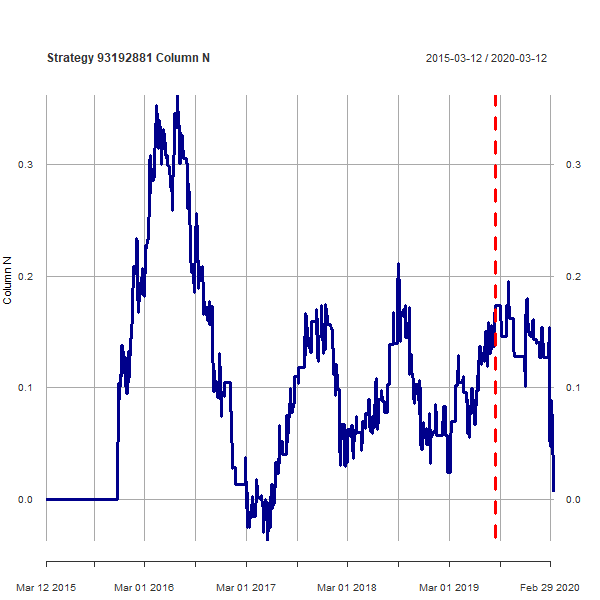 Strategy 93192881 Column N
2015-03-12 / 2020-03-12
0.3
0.3
0.2
0.2
Column N
0.1
0.1
0.0
0.0
Mar 12 2015
Mar 01 2016
Mar 01 2017
Mar 01 2018
Mar 01 2019
Feb 29 2020